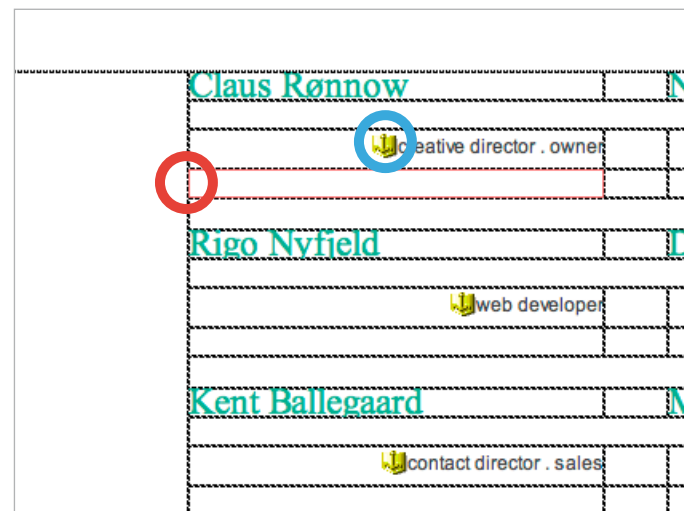 Claus Rønnow
creative director . owner
Rigo Nyfjeld
web developer
Kent Ballegaard
contact director . sales